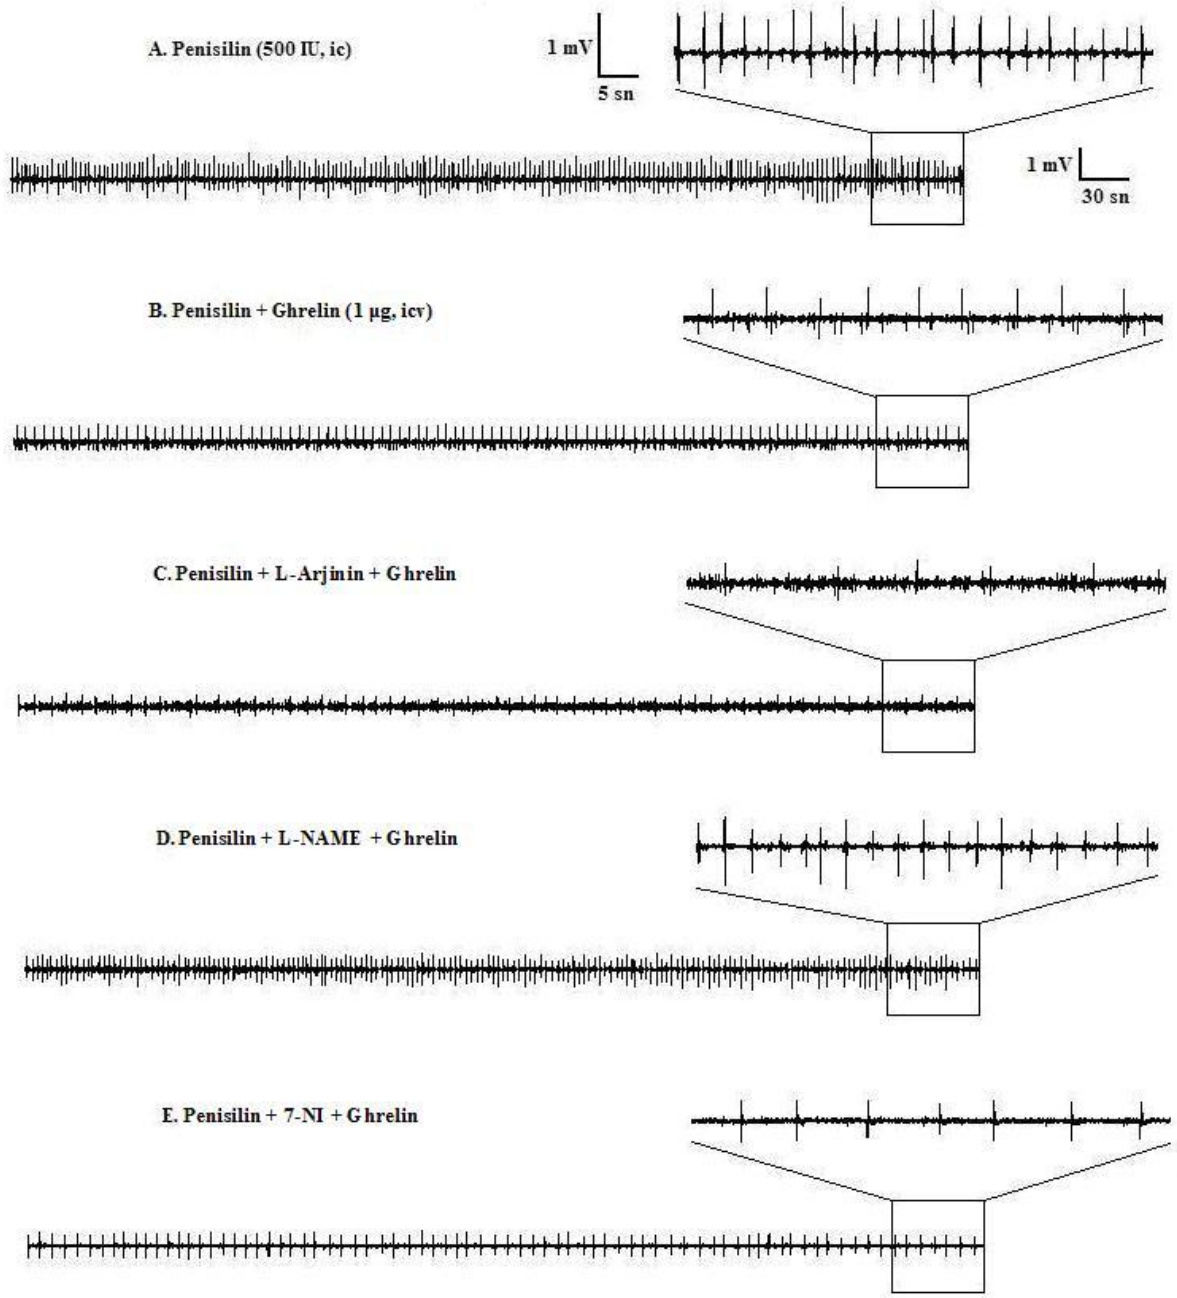 A. Penisilin (500 IU, ic)
1 mV
5 sn
1 mV
30 sn
B. Penisilin + Ghrelin (1 µg, icv)
C. Penisilin + L-Arjinin + Ghrelin
D. Penisilin + L-NAME + Ghrelin
E. Penisilin + 7-NI + Ghrelin